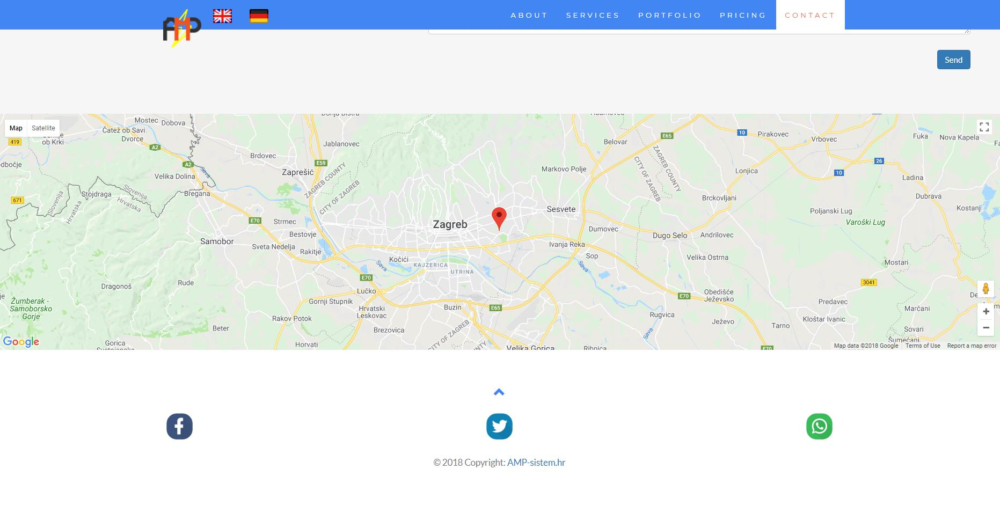 AMP
ABOUT SERVICES PORTFOLIO PRICING CONTACT
Send
Map Satellite
Donja Bistra
Mostec
Dobova
Čatež ob Savi
Dvorce
ob Krki
419
A2
A2
Jablanovec
Brdovec
E59
Zaprešić
ZAGREB COUNTY
CITY OF ZAGREB
Velika Dolina
Sava
Bregana
Stojdraga
Slovenija
Hrvatska
Slovenija
Hrvatska
671
E70
Strmec
Bestovje
Samobor
Sveta Nedelja
Rakitje
Zagreb
Kočići
KAJZERICA
UTRINA
Sava
E70
Lučko
Dragonoš
Rude
Žumberak -
Samoborsko
Gorje
Gornji Stupnik
Hrvatski
Leskovac
Rakov Potok
Brezovica
Beter
Horvati
Gorica
Buzin
E65
CITY OF ZAGREB
COUNTY
Velika Gorica
Adamovec
Belovar
E65
ZAGREB COUNTY
CITY OF ZAGREB
Markovo Polje
Sesvete
Dumovec
Ivanja Reka
Sop
Sava
10
Pirakovec
Vrbovec
Fuka
Nova Kapela
26
10
Lonjica
Ladina
Dubrava
Brckovljani
Poljanski Lug
Kostanj
Varoški Lug
Dugo Selo
Andrilovec
Velika Ostrna
Mostari
3041
E70
Obedišće
Ježevsko
Predavec
Marčani
Rugvica
Ježevo
Tarno
Kloštar Ivanic
Sovari
Šumećani
Sava
Ribnica
E70
Google
Map data ©2018 Google Terms of Use Report a map error
© 2018 Copyright: AMP-sistem.hr